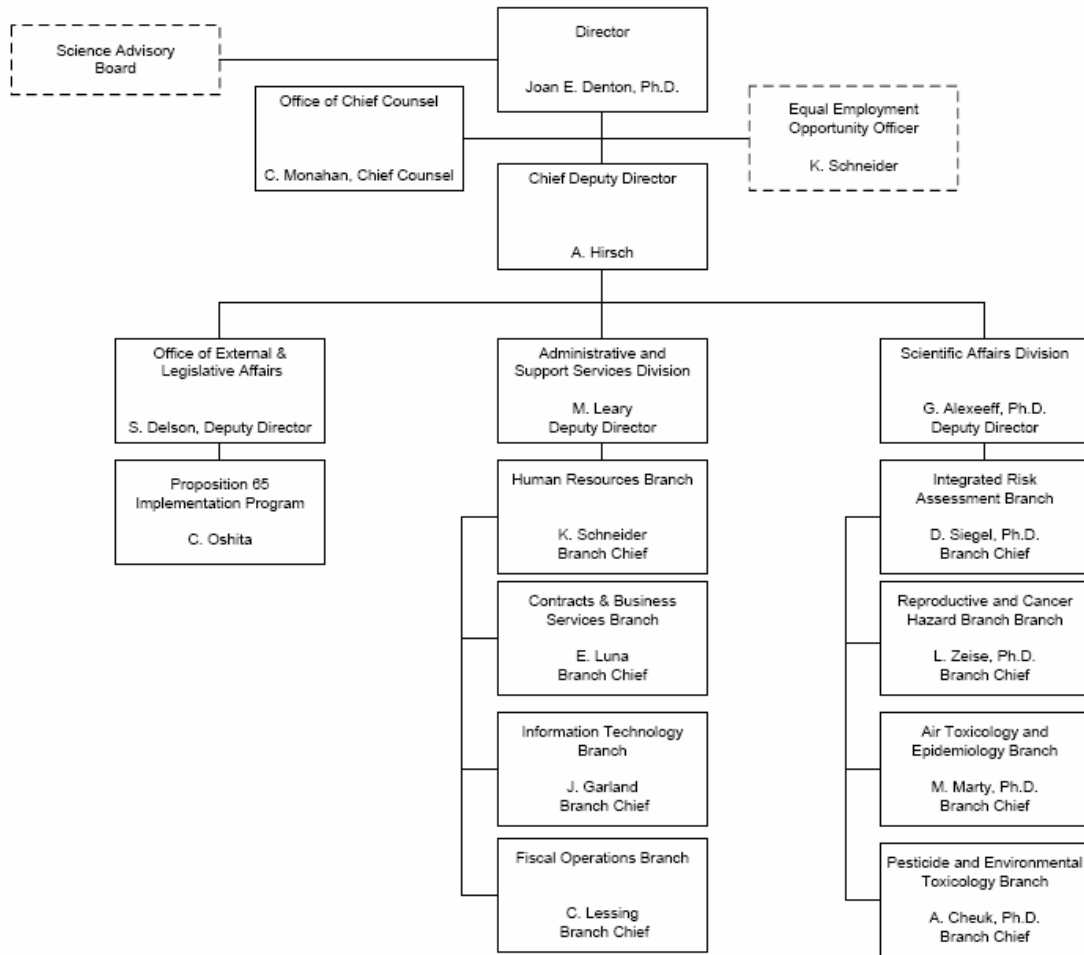 Science Advisory
Board
Director
Joan E. Denton, Ph.D.
Office of Chief Counsel
C. Monahan, Chief Counsel
Equal Employment
Opportunity Officer
K. Schneider
Chief Deputy Director
A. Hirsch
Office of External &
Legislative Affairs
S. Delson, Deputy Director
Proposition 65
Implementation Program
C. Oshita
Administrative and
Support Services Division
M. Leary
Deputy Director
Human Resources Branch
K. Schneider
Branch Chief
Contracts & Business
Services Branch
E. Luna
Branch Chief
Information Technology
Branch
J. Garland
Branch Chief
Fiscal Operations Branch
C. Lessing
Branch Chief
Scientific Affairs Division
G. Alexeeff, Ph.D.
Deputy Director
Integrated Risk
Assessment Branch
D. Siegel, Ph.D.
Branch Chief
Reproductive and Cancer
Hazard Branch Branch
L. Zeise, Ph.D.
Branch Chief
Air Toxicology and
Epidemiology Branch
M. Marty, Ph.D.
Branch Chief
Pesticide and Environmental
Toxicology Branch
A. Cheuk, Ph.D.
Branch Chief